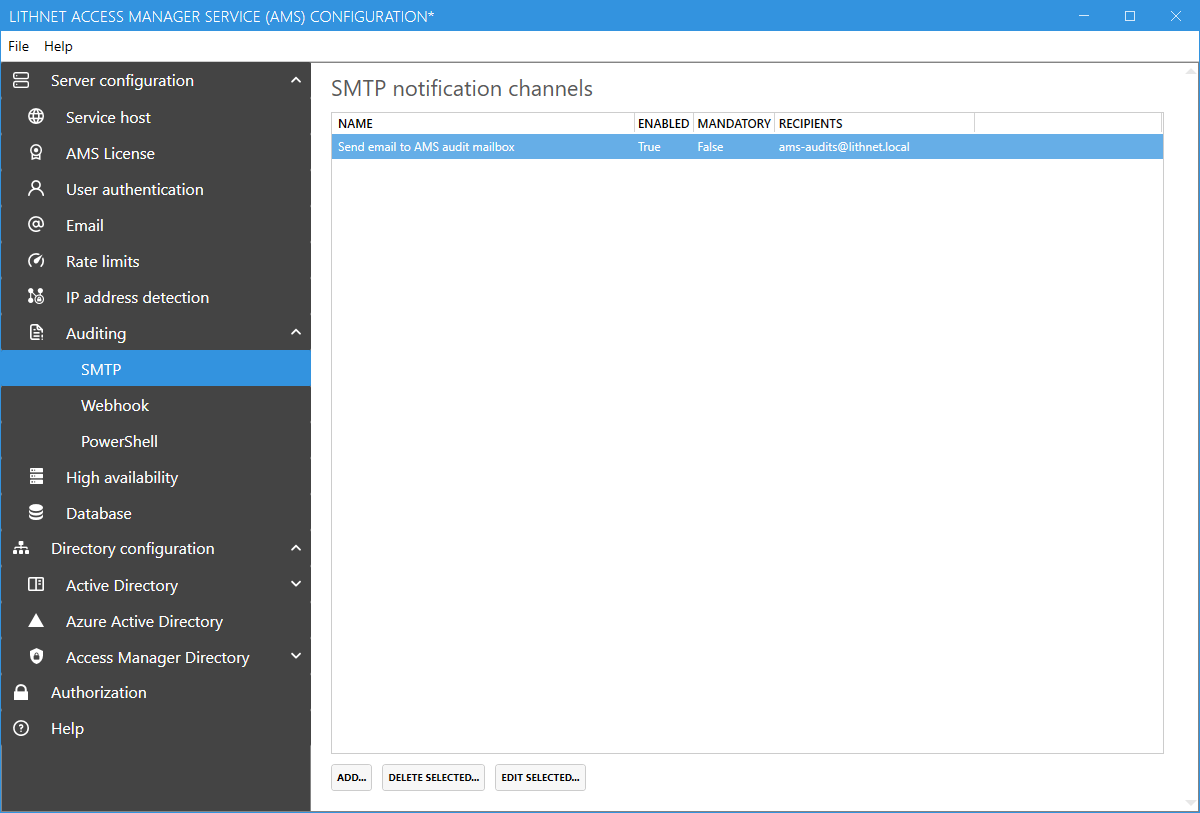 LITHNET ACCESS MANAGER SERVICE (AMS) CONFIGURATION*
File Help
Server configuration
Service host
AMS License
User authentication
Email
Rate limits
IP address detection
Auditing
SMTP
Webhook
PowerShell
High availability
Database
Directory configuration
Active Directory
Azure Active Directory
Access Manager Directory
Authorization
Help
SMTP notification channels
NAME ENABLED MANDATORY RECIPIENTS
Send email to AMS audit mailbox True False ams-audits@lithnet.local
ADD... DELETE SELECTED... EDIT SELECTED...